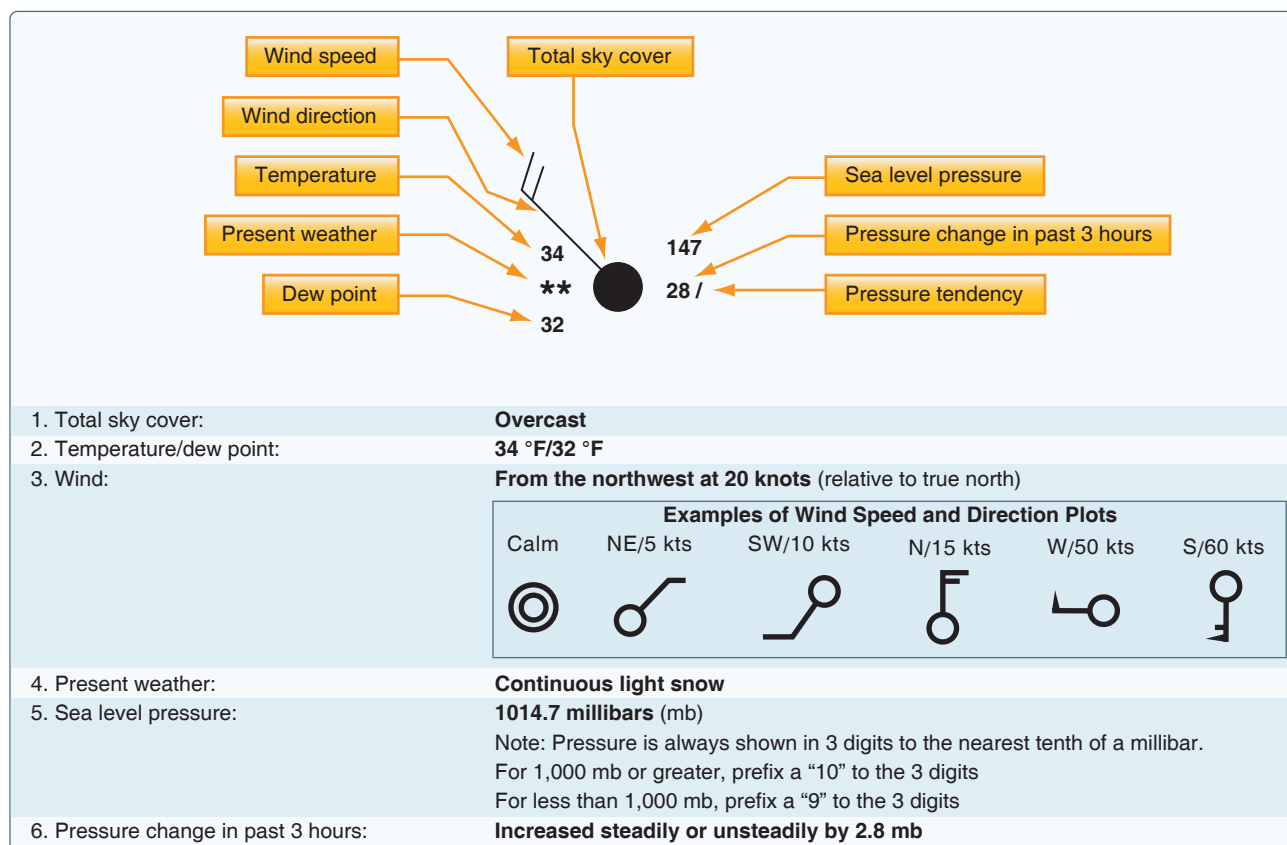 Wind speed
Total sky cover
Wind direction
Temperature
Sea level pressure
Present weather
34
147
Pressure change in past 3 hours
Dew point
**
28 /
Pressure tendency
32
1. Total sky cover: Overcast
2. Temperature/dew point: 34 °F/32 °F
3. Wind: From the northwest at 20 knots (relative to true north)
Examples of Wind Speed and Direction Plots
Calm NE/5 kts SW/10 kts N/15 kts W/50 kts S/60 kts
4. Present weather: Continuous light snow
5. Sea level pressure: 1014.7 millibars (mb)
Note: Pressure is always shown in 3 digits to the nearest tenth of a millibar.
For 1,000 mb or greater, prefix a “10” to the 3 digits
For less than 1,000 mb, prefix a “9” to the 3 digits
6. Pressure change in past 3 hours: Increased steadily or unsteadily by 2.8 mb